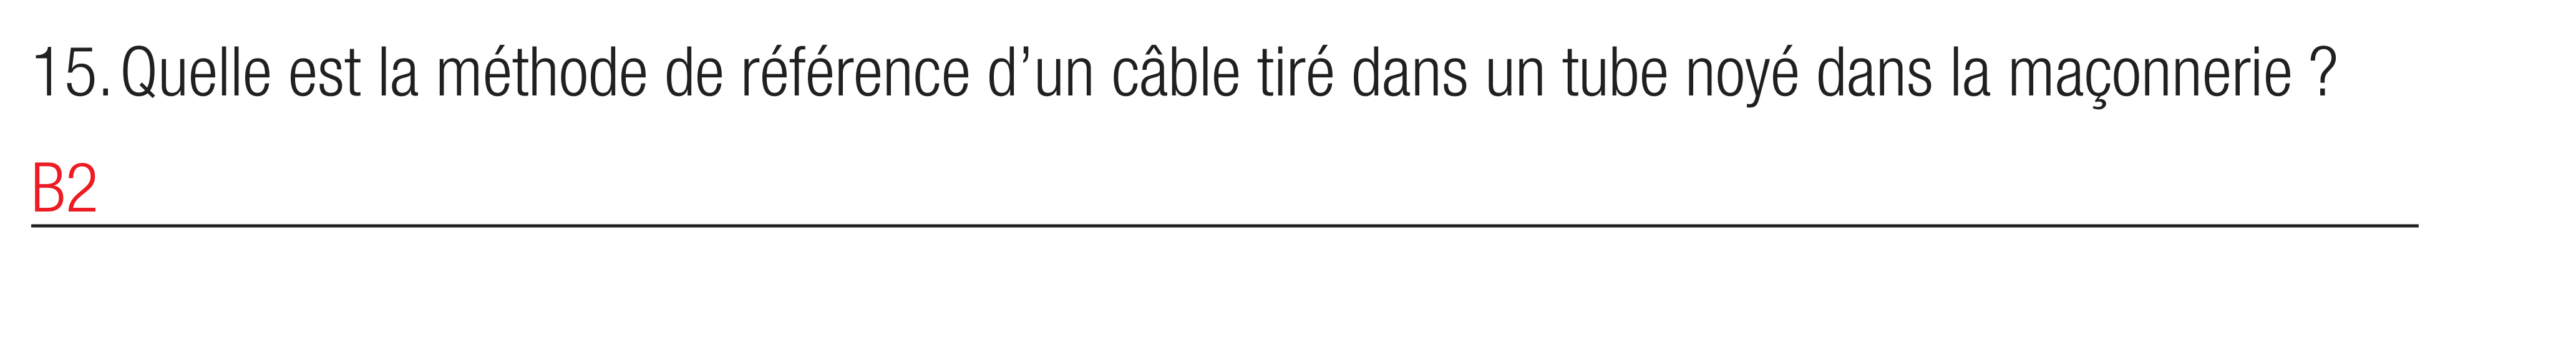 15. Quelle est la méthode de référence d’un câble tiré dans un tube noyé dans la maçonnerie ?
B2